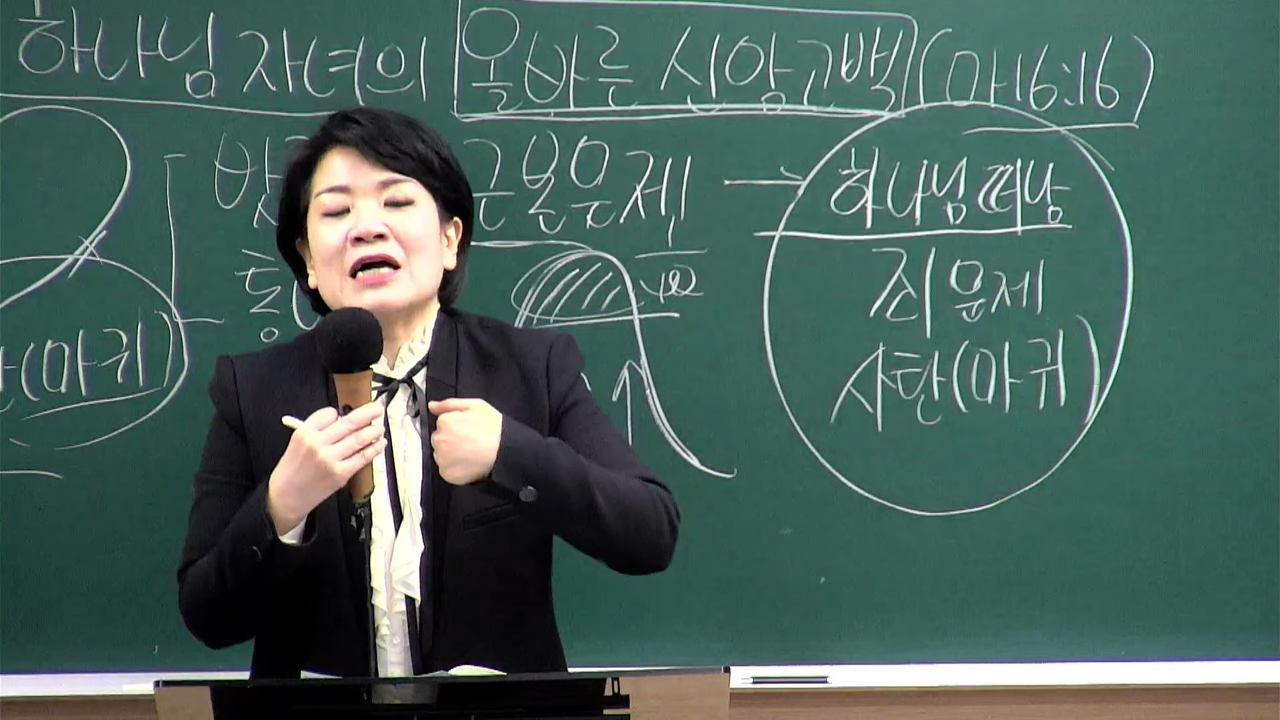 하나님 자녀의 올바른 신앙고백 (마16:16)
근본문제 → 하나님 떠남
죄 문제
(마귀) 사탄(마귀)